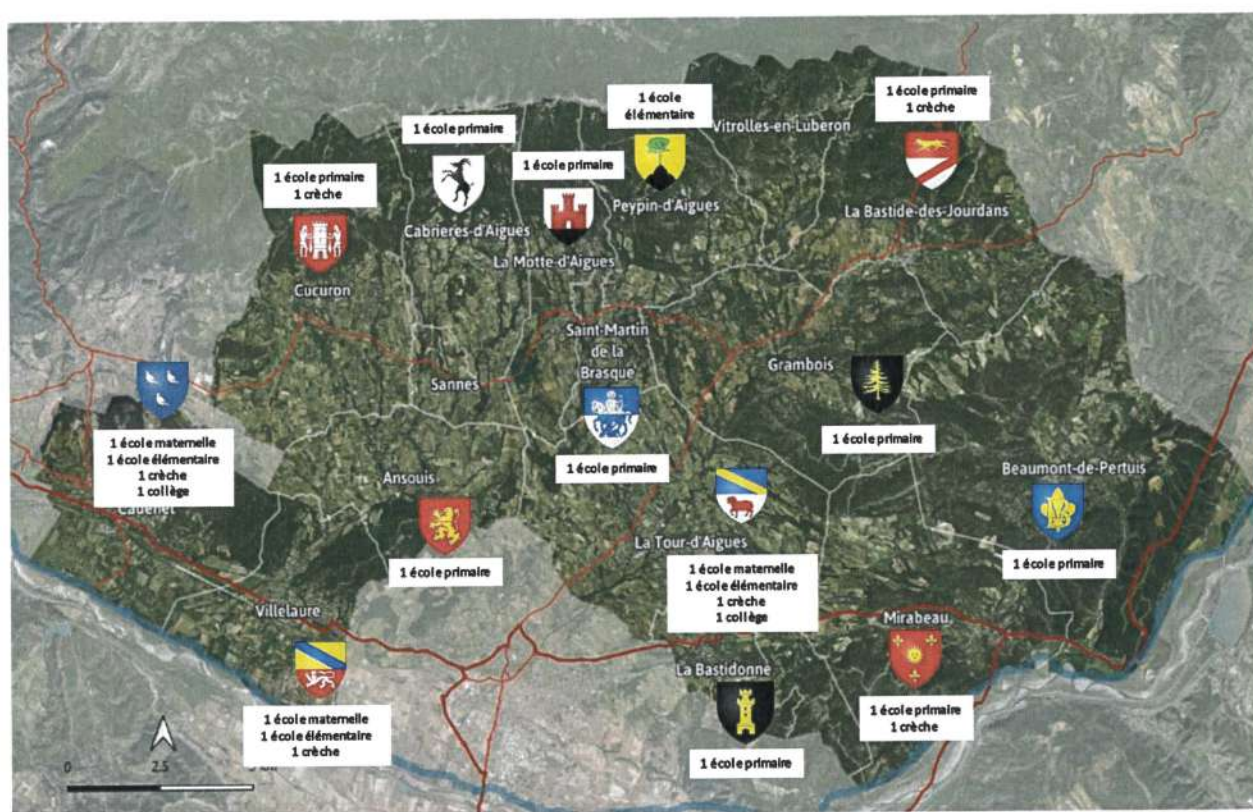 1 école primaire
1 crèche
Cucuron
1 école primaire
Cabrieres-d'Aigues
1 école primaire
La Motte-d'Aigues
1 école
élémentaire
Peypin-d'Aigues
Vitrolles-en-Luberon
1 école primaire
1 crèche
La Bastide-des-Jourdans
Saint-Martin
de la
Brasque
1 école primaire
Sannes
Grambois
1 école primaire
1 école maternelle
1 école élémentaire
1 crèche
1 collège
Cadenet
Ansouis
1 école primaire
La Tour-d'Aigues
1 école maternelle
1 école élémentaire
1 crèche
1 collège
Beaumont-de-Pertuis
1 école primaire
Villelaure
1 école maternelle
1 école élémentaire
1 crèche
La Bastidonne
1 école primaire
Mirabeau
1 école primaire
1 crèche
0 2.5